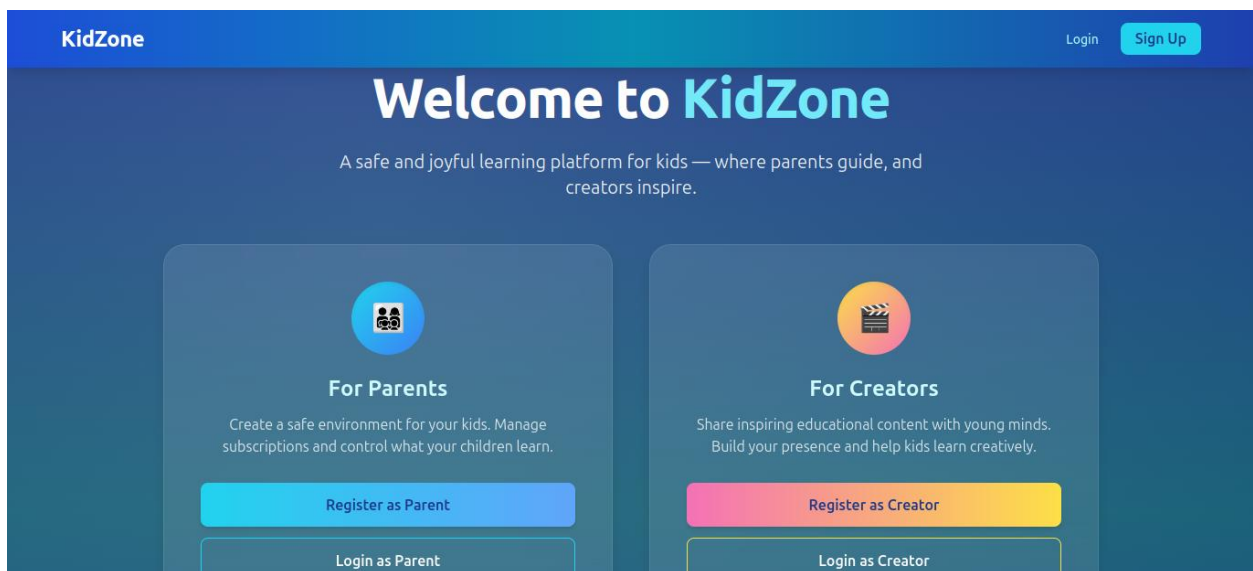 KidZone
Login
Sign Up
Welcome to KidZone
A safe and joyful learning platform for kids — where parents guide, and
creators inspire.
For Parents
Create a safe environment for your kids. Manage
subscriptions and control what your children learn.
Register as Parent
Login as Parent
For Creators
Share inspiring educational content with young minds.
Build your presence and help kids learn creatively.
Register as Creator
Login as Creator